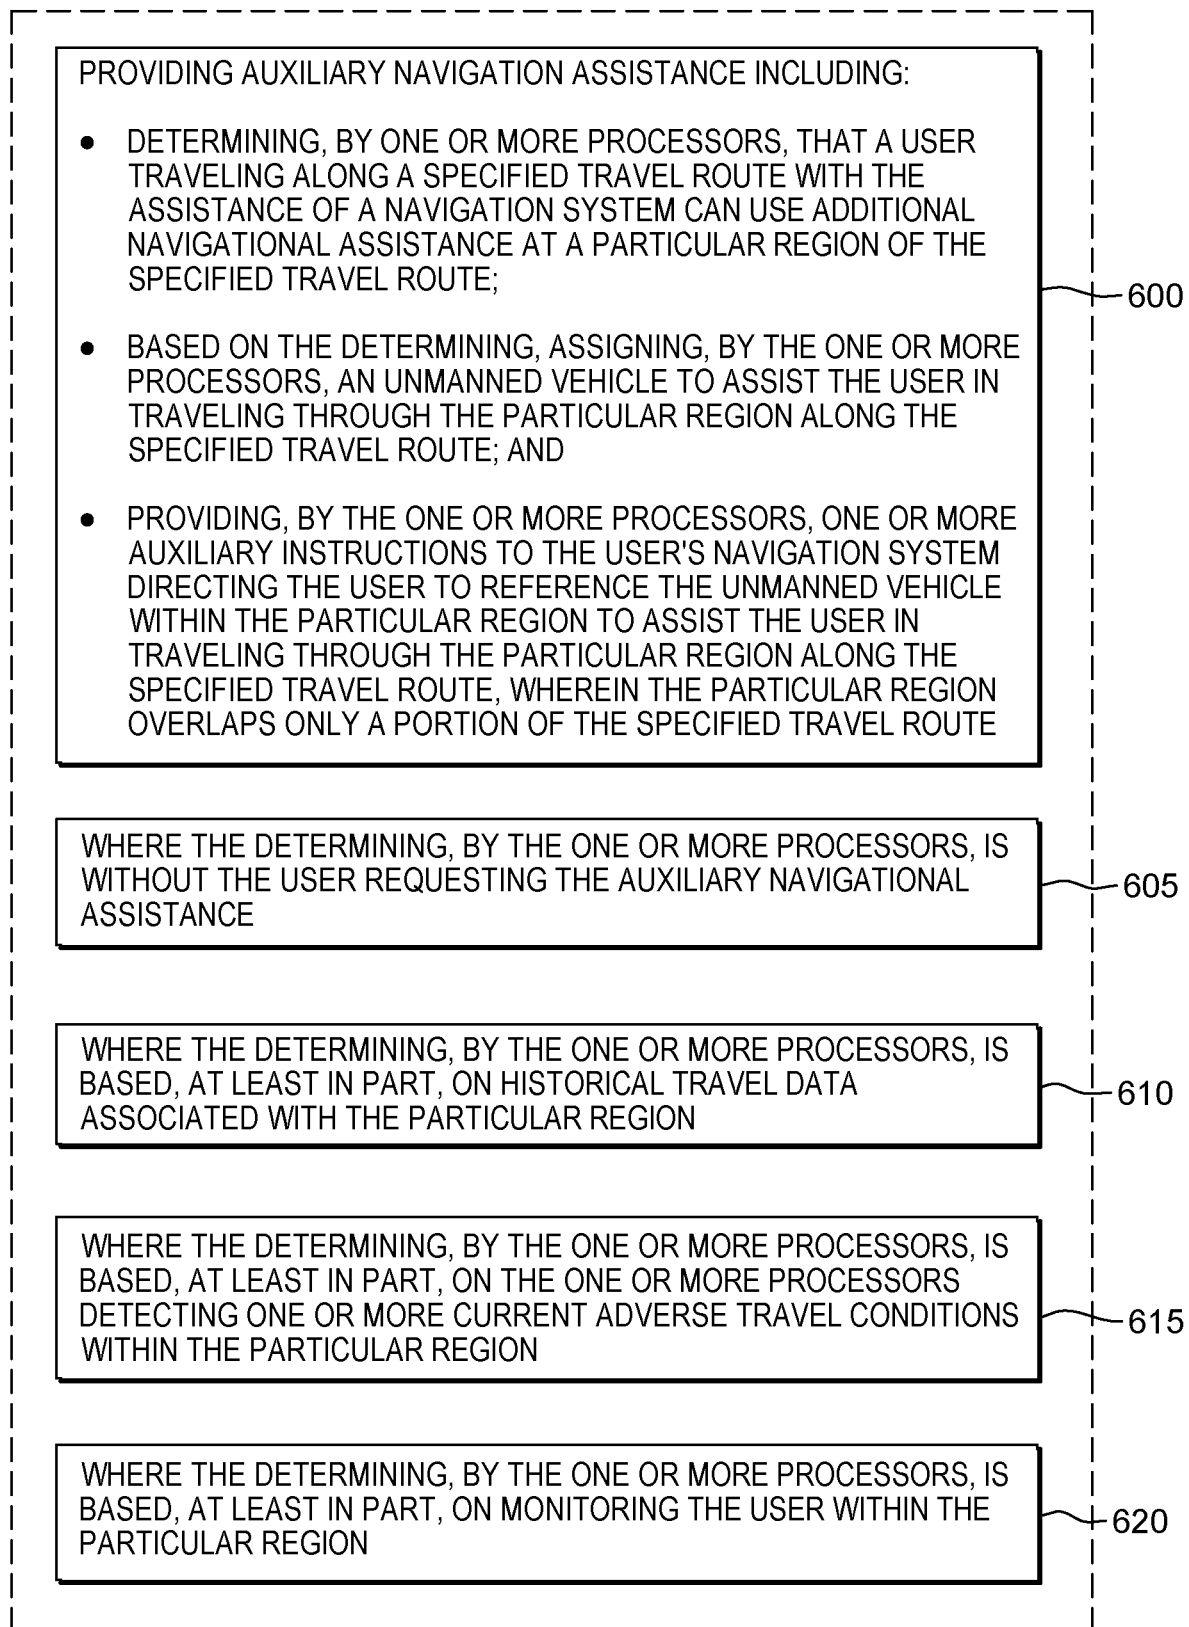 PROVIDING AUXILIARY NAVIGATION ASSISTANCE INCLUDING:
● DETERMINING, BY ONE OR MORE PROCESSORS, THAT A USER
TRAVELING ALONG A SPECIFIED TRAVEL ROUTE WITH THE
ASSISTANCE OF A NAVIGATION SYSTEM CAN USE ADDITIONAL
NAVIGATIONAL ASSISTANCE AT A PARTICULAR REGION OF THE
SPECIFIED TRAVEL ROUTE;
600
● BASED ON THE DETERMINING, ASSIGNING, BY THE ONE OR MORE
PROCESSORS, AN UNMANNED VEHICLE TO ASSIST THE USER IN
TRAVELING THROUGH THE PARTICULAR REGION ALONG THE
SPECIFIED TRAVEL ROUTE; AND
● PROVIDING, BY THE ONE OR MORE PROCESSORS, ONE OR MORE
AUXILIARY INSTRUCTIONS TO THE USER'S NAVIGATION SYSTEM
DIRECTING THE USER TO REFERENCE THE UNMANNED VEHICLE
WITHIN THE PARTICULAR REGION TO ASSIST THE USER IN
TRAVELING THROUGH THE PARTICULAR REGION ALONG THE
SPECIFIED TRAVEL ROUTE, WHEREIN THE PARTICULAR REGION
OVERLAPS ONLY A PORTION OF THE SPECIFIED TRAVEL ROUTE
WHERE THE DETERMINING, BY THE ONE OR MORE PROCESSORS, IS
WITHOUT THE USER REQUESTING THE AUXILIARY NAVIGATIONAL
ASSISTANCE
605
WHERE THE DETERMINING, BY THE ONE OR MORE PROCESSORS, IS
BASED, AT LEAST IN PART, ON HISTORICAL TRAVEL DATA
ASSOCIATED WITH THE PARTICULAR REGION
610
WHERE THE DETERMINING, BY THE ONE OR MORE PROCESSORS, IS
BASED, AT LEAST IN PART, ON THE ONE OR MORE PROCESSORS
DETECTING ONE OR MORE CURRENT ADVERSE TRAVEL CONDITIONS
WITHIN THE PARTICULAR REGION
615
WHERE THE DETERMINING, BY THE ONE OR MORE PROCESSORS, IS
BASED, AT LEAST IN PART, ON MONITORING THE USER WITHIN THE
PARTICULAR REGION
620